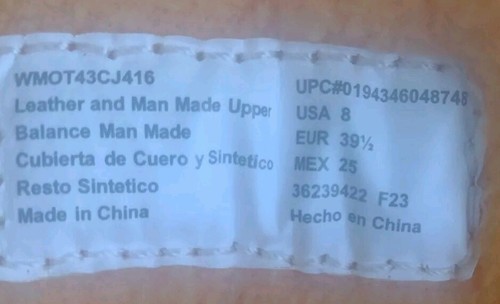 WMOT43CJ416
Leather and Man Made Upper
Balance Man Made
Cubierta de Cuero y Sintetico
Resto Sintetico
Made in China
UPC#0194346048748
USA 8
EUR 39½
MEX 25
36239422 F23
Hecho en China